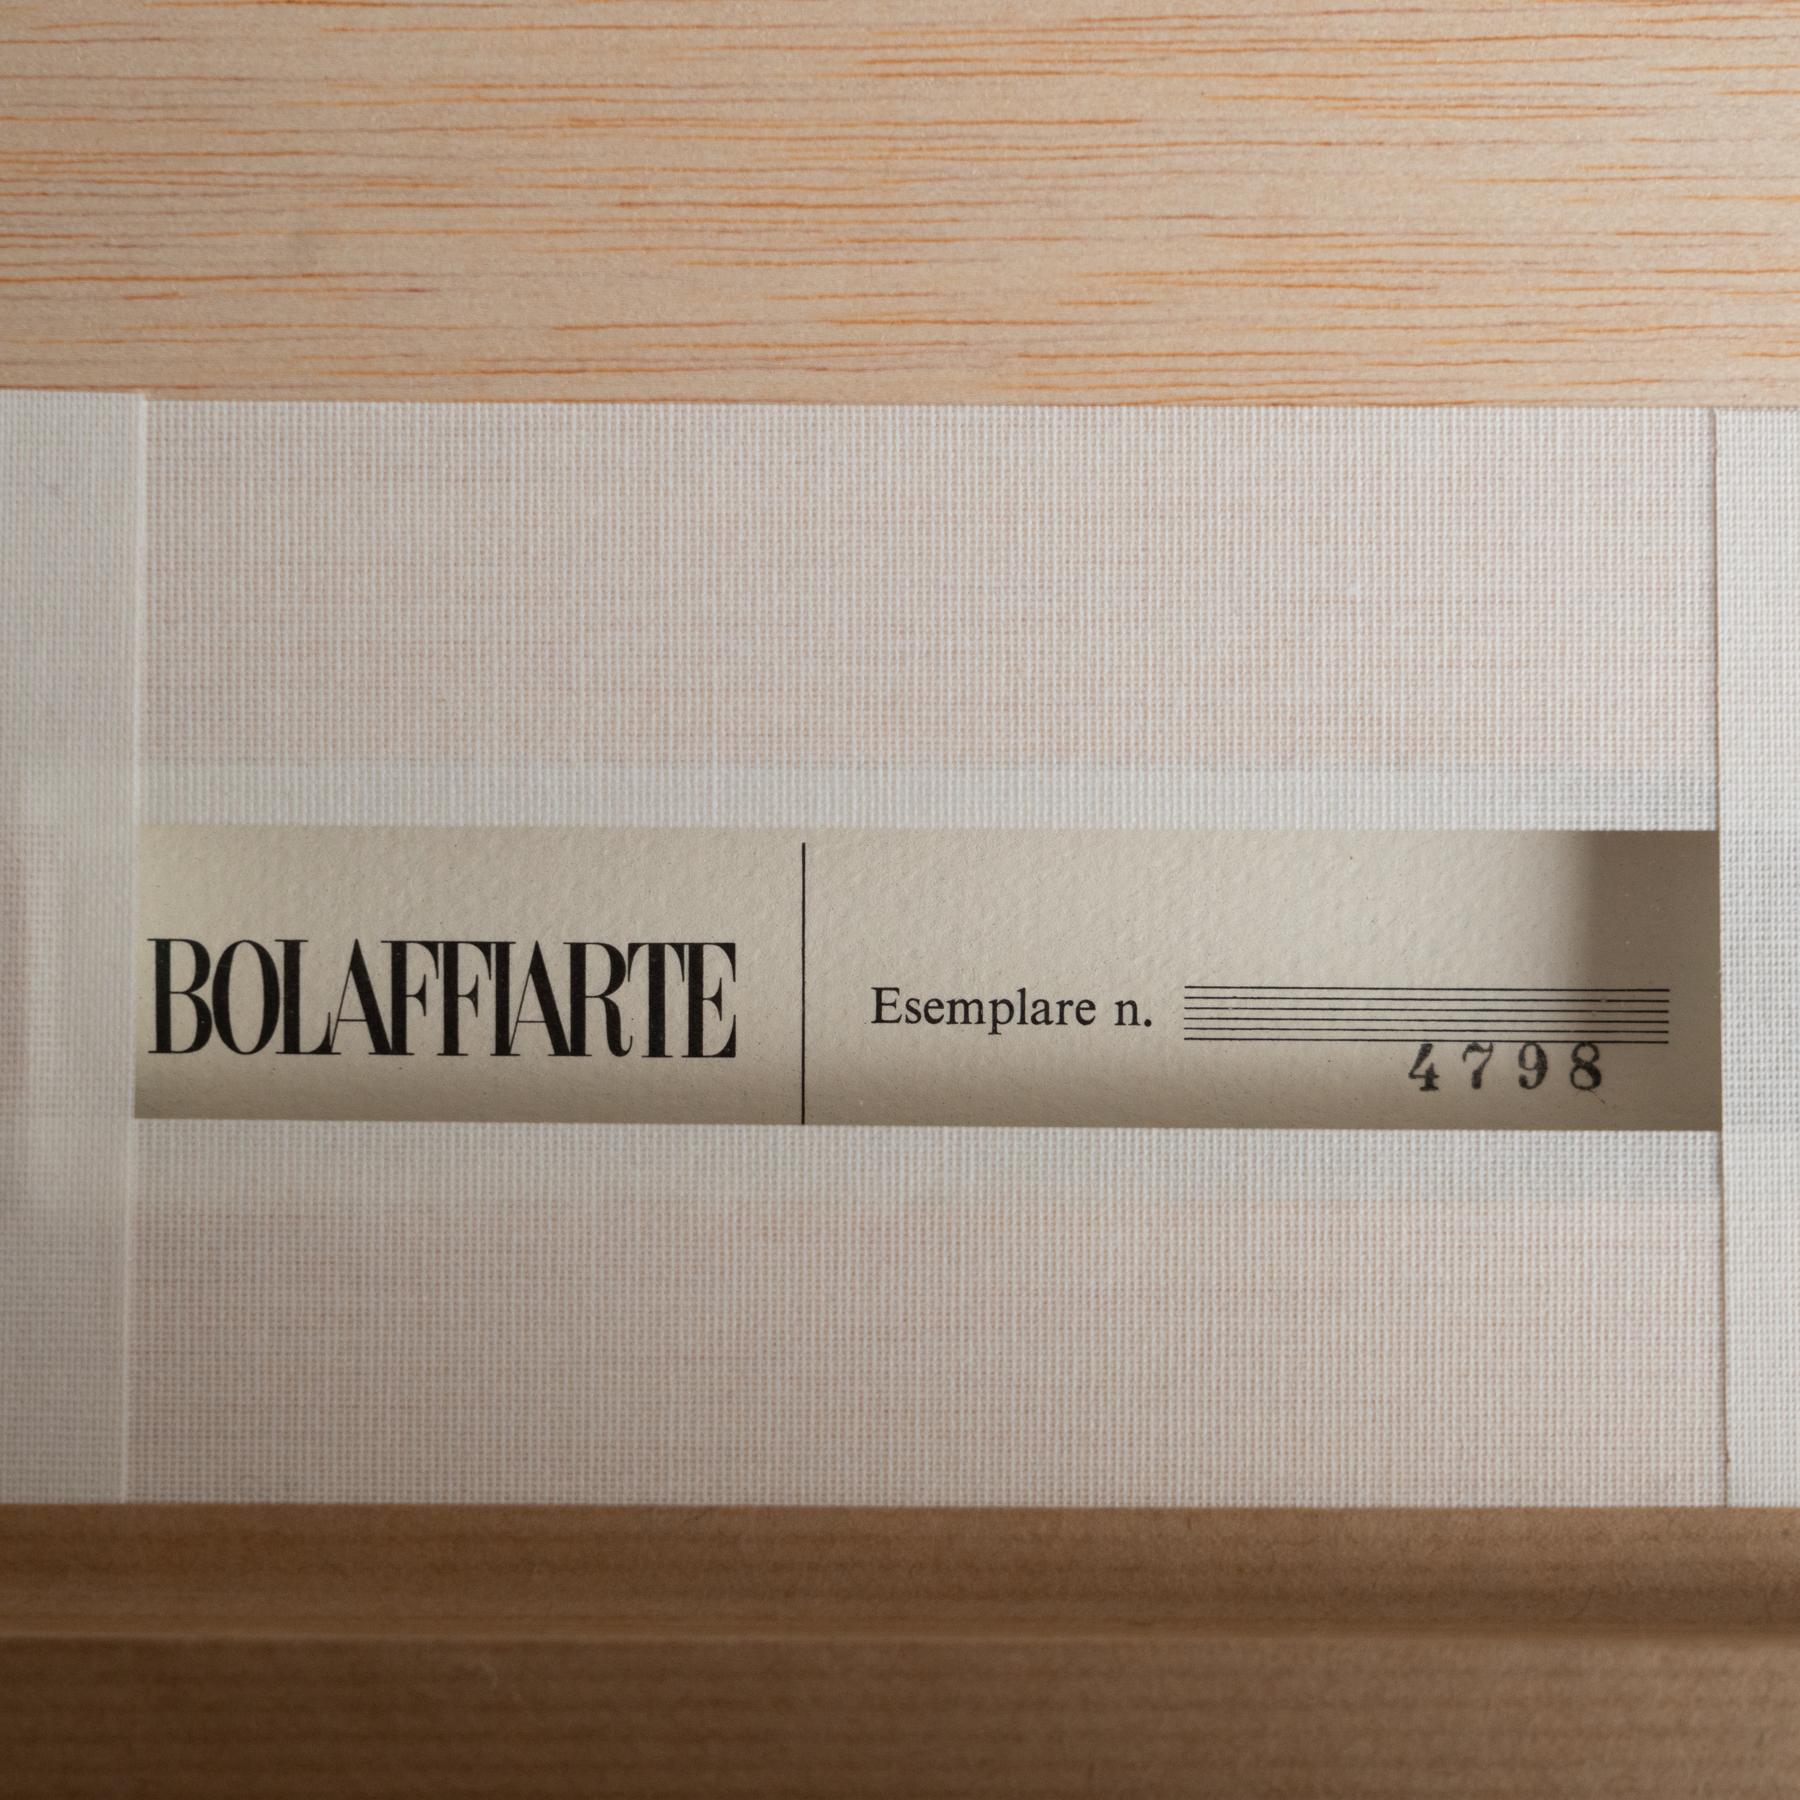 BOLAFFIARTE
Esemplare n.
4798